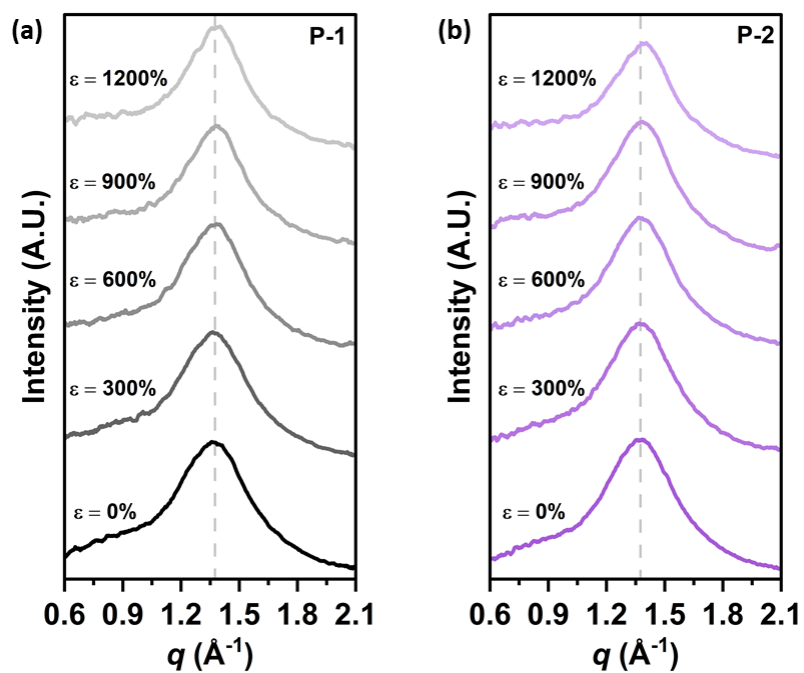 (a)
P-1
ε = 1200%
ε = 900%
ε = 600%
ε = 300%
ε = 0%
Intensity (A.U.)
0.6 0.9 1.2 1.5 1.8 2.1
q (Å⁻¹)
(b)
P-2
ε = 1200%
ε = 900%
ε = 600%
ε = 300%
ε = 0%
Intensity (A.U.)
0.6 0.9 1.2 1.5 1.8 2.1
q (Å⁻¹)